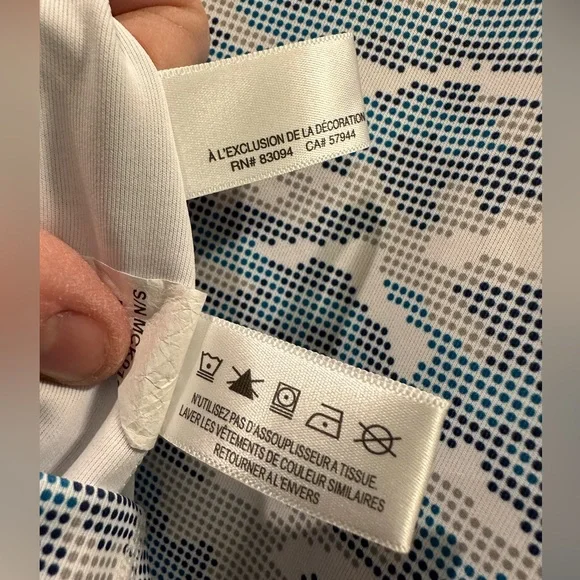 À L'EXCLUSION DE LA DÉCORATION
RN# 83094 CA# 57944
N'UTILISEZ PAS D'ASSOUPLISSEUR A TISSUE.
LAVER LES VÊTEMENTS DE COULEUR SIMILAIRES
RETOURNER A L'ENVERS